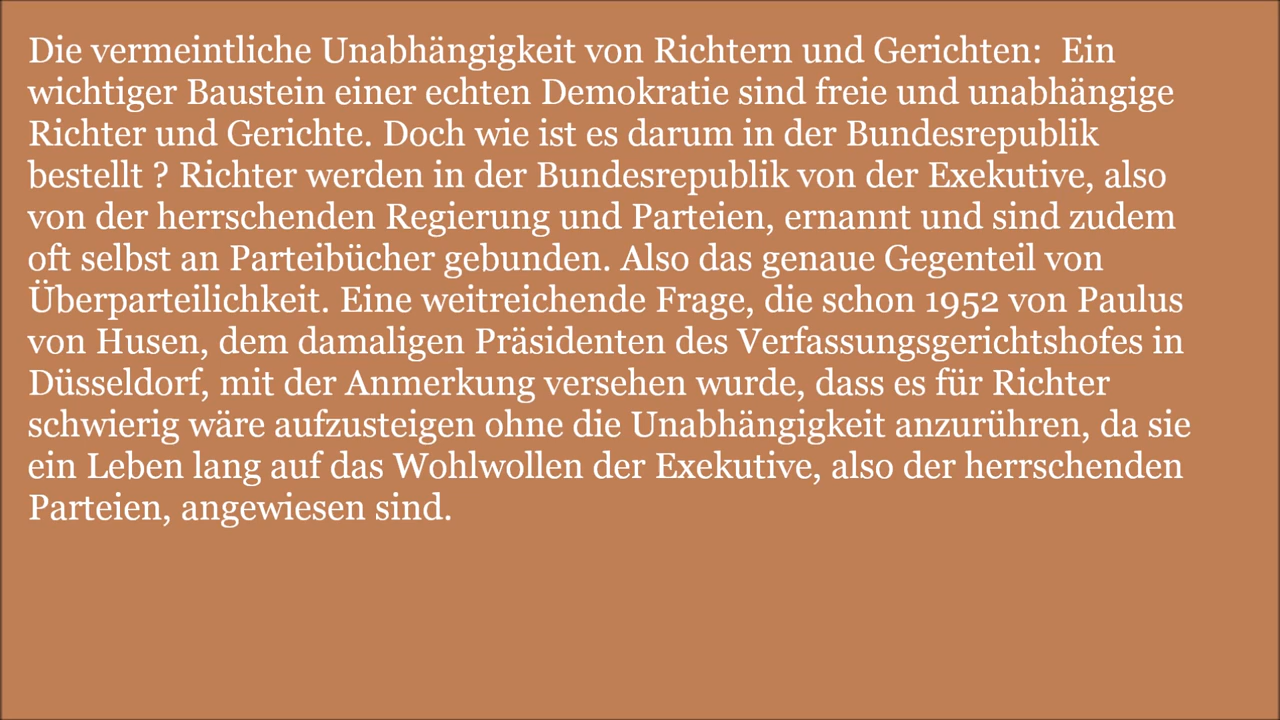 Die vermeintliche Unabhängigkeit von Richtern und Gerichten:  Ein
wichtiger Baustein einer echten Demokratie sind freie und unabhängige
Richter und Gerichte. Doch wie ist es darum in der Bundesrepublik
bestellt ? Richter werden in der Bundesrepublik von der Exekutive, also
von der herrschenden Regierung und Parteien, ernannt und sind zudem
oft selbst an Parteibücher gebunden. Also das genaue Gegenteil von
Überparteilichkeit. Eine weitreichende Frage, die schon 1952 von Paulus
von Husen, dem damaligen Präsidenten des Verfassungsgerichtshofes in
Düsseldorf, mit der Anmerkung versehen wurde, dass es für Richter
schwierig wäre aufzusteigen ohne die Unabhängigkeit anzurühren, da sie
ein Leben lang auf das Wohlwollen der Exekutive, also der herrschenden
Parteien, angewiesen sind.